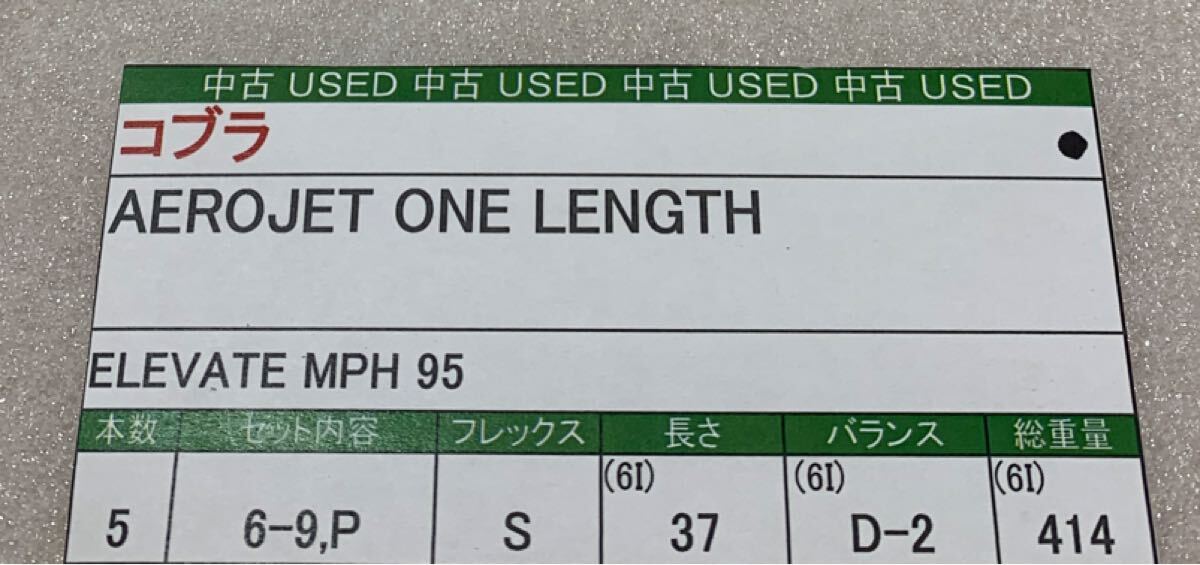 中古 USED 中古 USED 中古 USED 中古 USED
コブラ
AEROJET ONE LENGTH
ELEVATE MPH 95
本数 セット内容 フレックス 長さ バランス 総重量
(6I) (6I) (6I)
5 6-9,P S 37 D-2 414